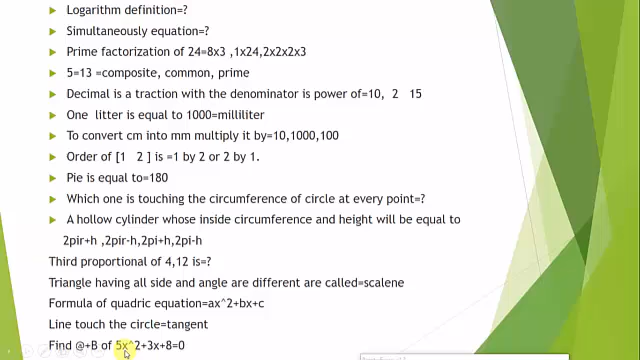 Logarithm definition=?
Simultaneously equation=?
Prime factorization of 24=8x3 ,1x24,2x2x2x3
5=13 =composite, common, prime
Decimal is a traction with the denominator is power of=10, 2 15
One litter is equal to 1000=milliliter
To convert cm into mm multiply it by=10,1000,100
Order of [1 2 ] is =1 by 2 or 2 by 1.
Pie is equal to=180
Which one is touching the circumference of circle at every point=?
A hollow cylinder whose inside circumference and height will be equal to
2pir+h ,2pir-h,2pi+h,2pi-h
Third proportional of 4,12 is=?
Triangle having all side and angle are different are called=scalene
Formula of quadric equation=ax^2+bx+c
Line touch the circle=tangent
Find @+B of 5x^2+3x+8=0